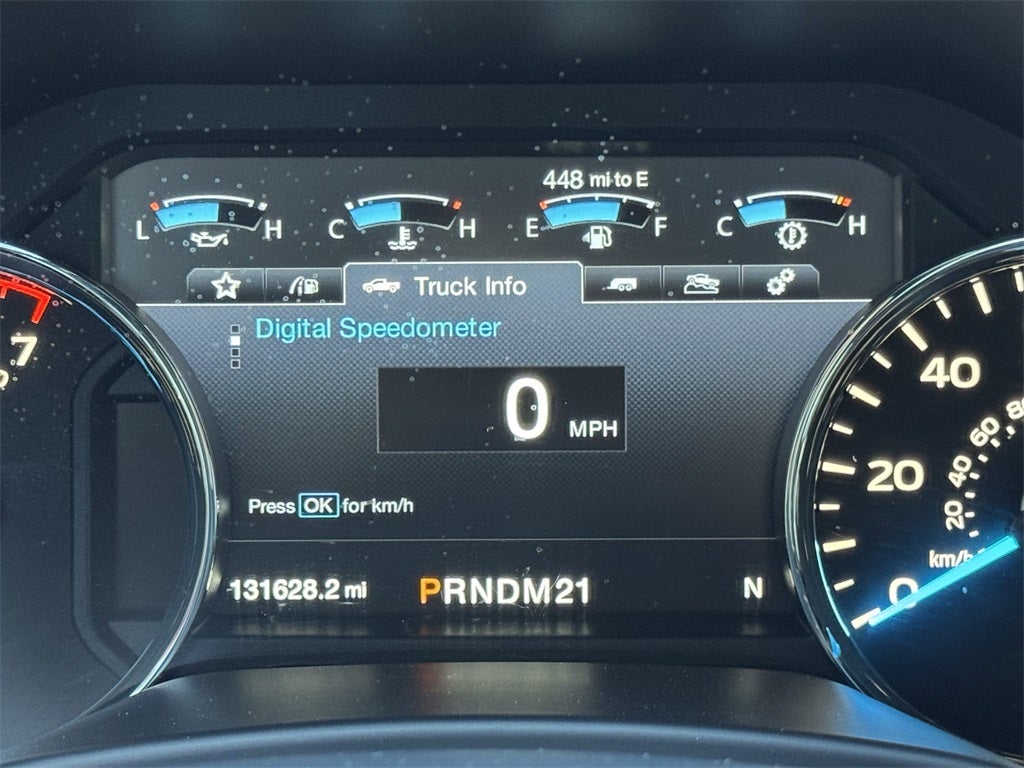 448 mi to E
L H C H E F C H
Truck Info
Digital Speedometer
0 MPH
Press OK for km/h
131628.2 mi PRNDM21 N
7
40
20
0
80
60
40
20
km/h